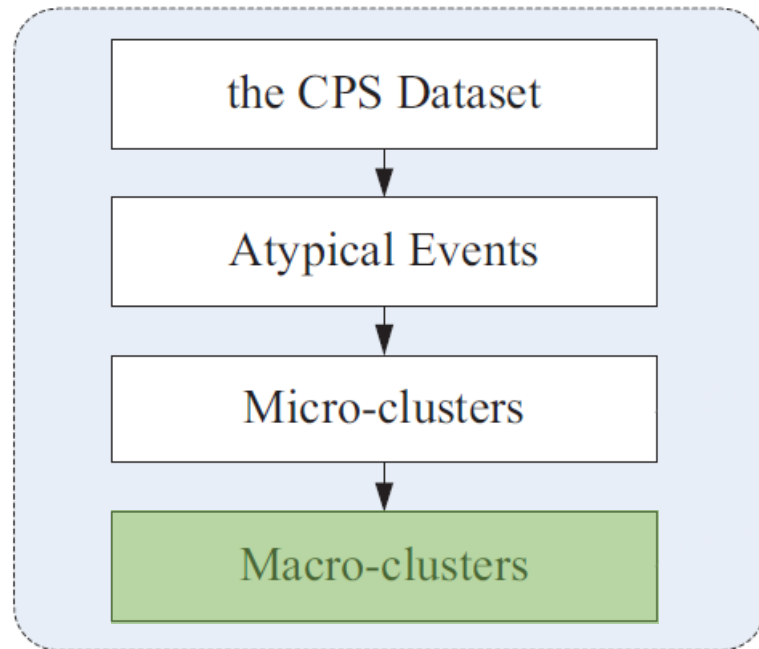 the CPS Dataset
Atypical Events
Micro-clusters
Macro-clusters